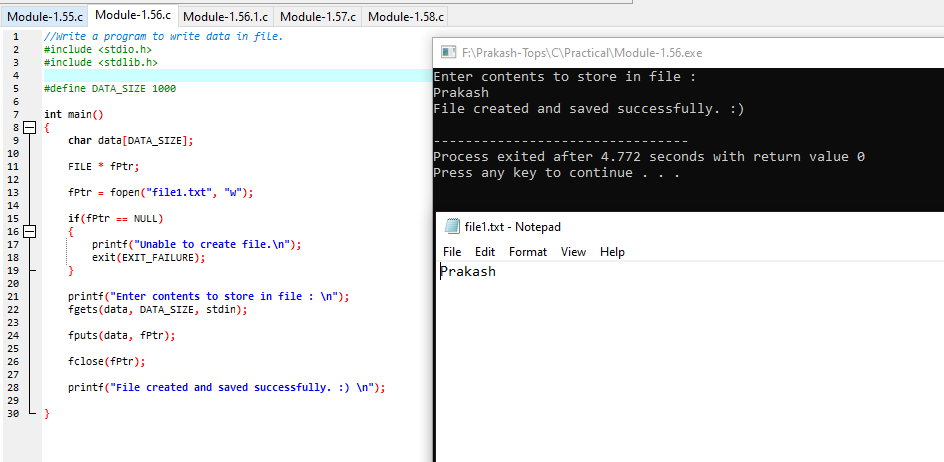 Module-1.55.c Module-1.56.c Module-1.56.1.c Module-1.57.c Module-1.58.c
1 //Write a program to write data in file.
2 #include <stdio.h>
3 #include <stdlib.h>
4
5 #define DATA_SIZE 1000
6
7 int main()
8 {
9 char data[DATA_SIZE];
10
11 FILE * fPtr;
12
13 fPtr = fopen("file1.txt", "w");
14
15 if(fPtr == NULL)
16 {
17 printf("Unable to create file.\n");
18 exit(EXIT_FAILURE);
19 }
20
21 printf("Enter contents to store in file : \n");
22 fgets(data, DATA_SIZE, stdin);
23
24 fputs(data, fPtr);
25
26 fclose(fPtr);
27
28 printf("File created and saved successfully. :) \n");
29
30 }
F:\Prakash-Tops\C\Practical\Module-1.56.exe
Enter contents to store in file :
Prakash
File created and saved successfully. :)
--------------------------------
Process exited after 4.772 seconds with return value 0
Press any key to continue . . .
file1.txt - Notepad
File Edit Format View Help
Prakash